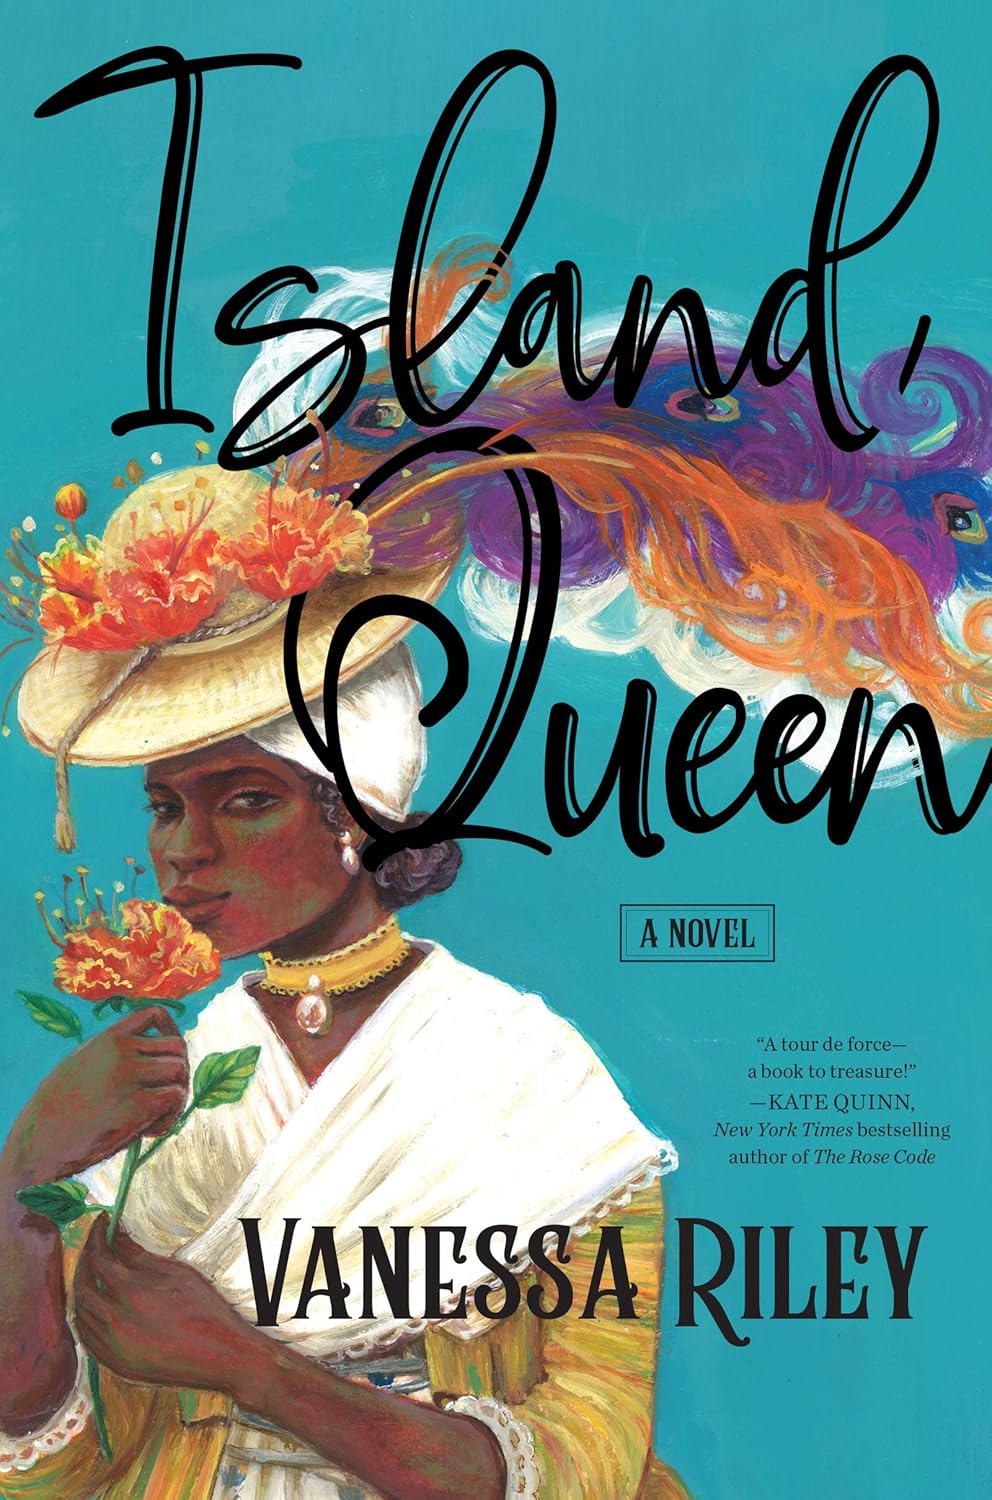 Island
Queen
A NOVEL
“A tour de force—
a book to treasure!”
—KATE QUINN,
New York Times bestselling
author of The Rose Code
VANESSA RILEY